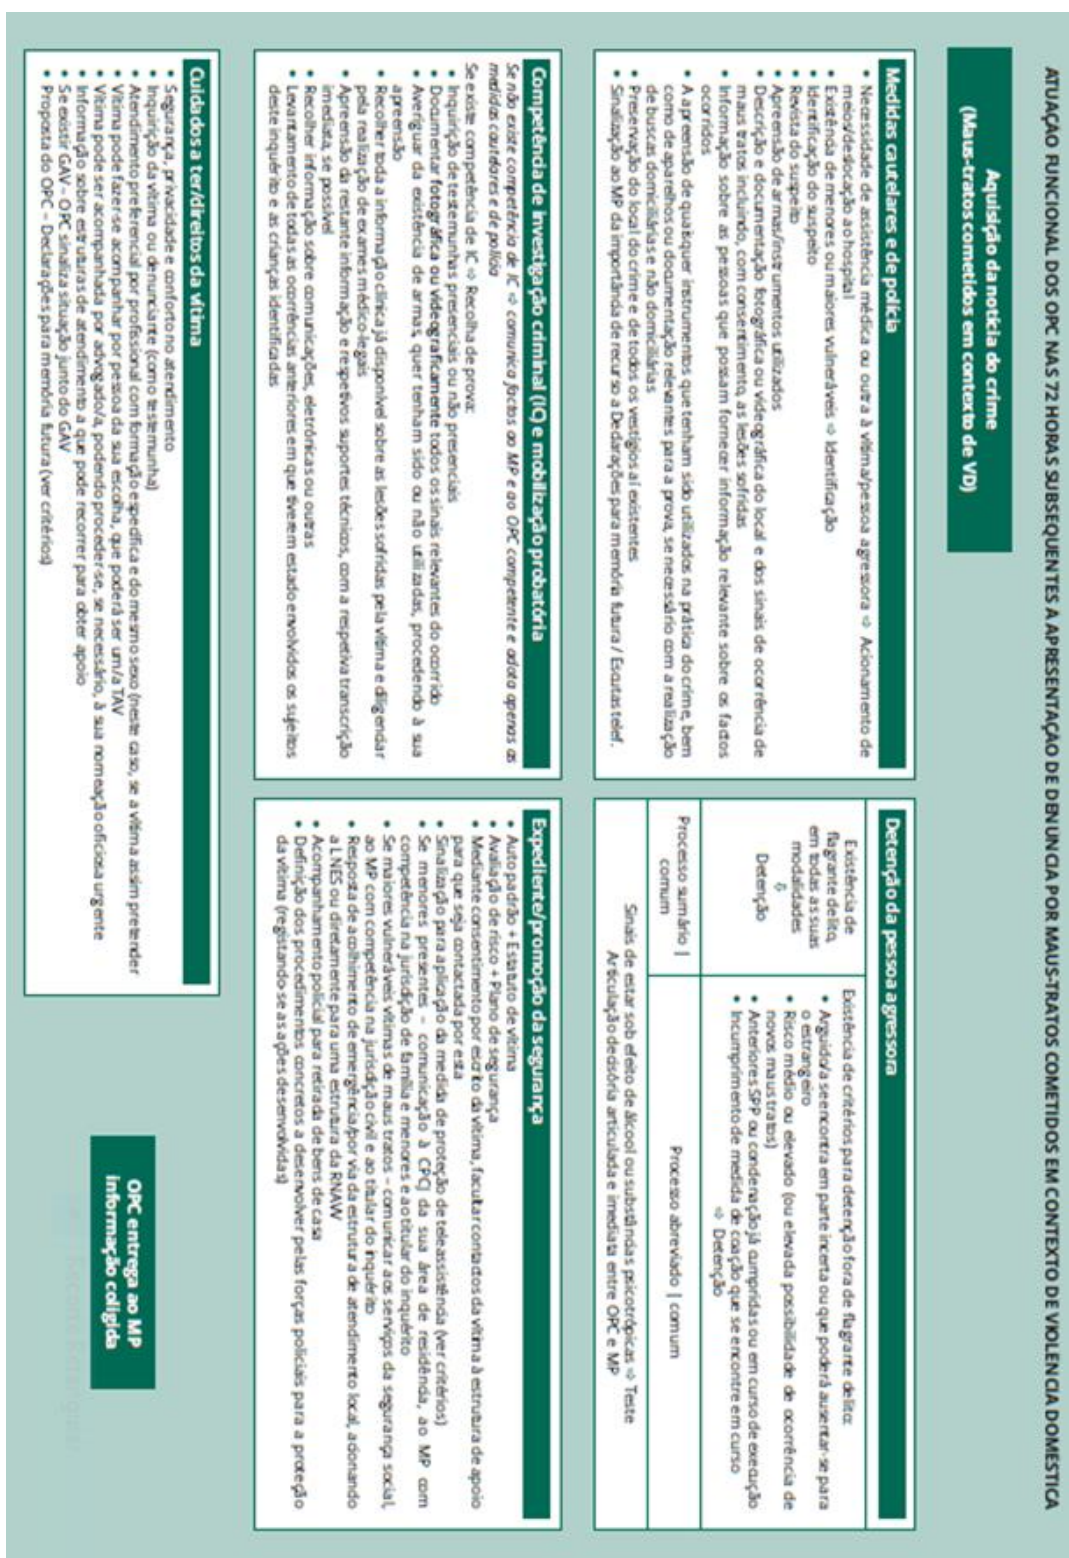 ATUAÇÃO FUNCIONAL DOS OPC NAS 72 HORAS SUBSEQUENTES A APRESENTAÇÃO DE DENUNCIA POR MAUS-TRATOS COMETIDOS EM CONTEXTO DE VIOLENCIA DOMESTICA
Aquisição da notícia do crime
(Maus-tratos cometidos em contexto de VD)
Medidas cautelares e de polícia
• Necessidade de assistência médica ou outra à vítima/pessoa agressora ⇨ Acionamento de
meios/deslocação ao hospital
• Existência de menores ou maiores vulneráveis ⇨ Identificação
• Identificação do suspeito
• Revista do suspeito
• Apreensão de armas/instrumentos utilizados
• Descrição e documentação fotográfica ou videográfica do local e dos sinais de ocorrência de
maus tratos incluindo, com consentimento, as lesões sofridas
• Informação sobre as pessoas que possam fornecer informação relevante sobre os factos
ocorridos
• A apreensão de quaisquer instrumentos que tenham sido utilizados na prática do crime, bem
como de aparelhos ou documentação relevantes para a prova, se necessário com a realização
de buscas domiciliárias e não domiciliárias
• Preservação do local do crime e de todos os vestígios aí existentes
• Sinalização ao MP da importância de recurso a Declarações para memória futura / Escutas telef.
Detenção da pessoa agressora
Existência de
flagrante delito,
em todas as suas
modalidades
⇩
Detenção
Existência de critérios para detenção fora de flagrante delito:
• Arguido/a se encontra em parte incerta ou que poderá ausentar-se para
o estrangeiro
• Risco médio ou elevado (ou elevada possibilidade de ocorrência de
novos maus tratos)
• Anteriores SPP ou condenação já cumpridas ou em curso de execução
• Incumprimento de medida de coação que se encontre em curso
⇨ Detenção
Processo sumário |
comum
Processo abreviado | comum
Sinais de estar sob efeito de álcool ou substâncias psicotrópicas ⇨ Teste
Articulação decisória articulada e imediata entre OPC e MP
Competência de Investigação criminal (IC) e mobilização probatória
Se não existe competência de IC ⇨ comunica factos ao MP e ao OPC competente e adota apenas as
medidas cautelares e de polícia
Se existe competência de IC ⇨ Recolha de prova:
• Inquirição de testemunhas presenciais ou não presenciais
• Documentar fotográfica ou videograficamente todos os sinais relevantes do ocorrido
• Averiguar da existência de armas, quer tenham sido ou não utilizadas, procedendo à sua
apreensão
• Recolher toda a informação clínica já disponível sobre as lesões sofridas pela vítima e diligenciar
pela realização de exames médico-legais
• Apreensão da restante informação e respetivos suportes técnicos, com a respetiva transcrição
imediata, se possível
• Recolher informação sobre comunicações, eletrónicas ou outras
• Levantamento de todas as ocorrências anteriores em que tiverem estado envolvidos os sujeitos
deste inquérito e as crianças identificadas
Expediente/promoção da segurança
• Auto padrão + Estatuto de vítima
• Avaliação de risco + Plano de segurança
• Mediante consentimento por escrito da vítima, facultar contactos da vítima à estrutura de apoio
para que seja contactada por esta
• Sinalização para aplicação da medida de proteção de teleassistência (ver critérios)
• Se menores presentes – comunicação à CPCJ da sua área de residência, ao MP com
competência na jurisdição de família e menores e ao titular do inquérito
• Se maiores vulneráveis vítimas de maus tratos – comunicar aos serviços da segurança social,
ao MP com competência na jurisdição civil e ao titular do inquérito
• Resposta de acolhimento de emergência/por via da estrutura de atendimento local, acionando
a LNES ou diretamente para uma estrutura da RNAVV
• Acompanhamento policial para retirada de bens de casa
• Definição dos procedimentos concretos a desenvolver pelas forças policiais para a proteção
da vítima (registando-se as ações desenvolvidas)
Cuidados a ter/direitos da vítima
• Segurança, privacidade e conforto no atendimento
• Inquirição da vítima ou denunciante (como testemunha)
• Atendimento preferencial por profissional com formação específica e do mesmo sexo (neste caso, se a vítima assim pretender
• Vítima pode fazer-se acompanhar por pessoa da sua escolha, que poderá ser um/a TAV
• Vítima pode ser acompanhada por advogado/a, podendo proceder-se, se necessário, à sua nomeação oficiosa urgente
• Informação sobre estruturas de atendimento a que pode recorrer para obter apoio
• Se existir GAV – OPC sinaliza situação junto do GAV
• Proposta do OPC – Declarações para memória futura (ver critérios)
OPC entrega ao MP
informação coligida